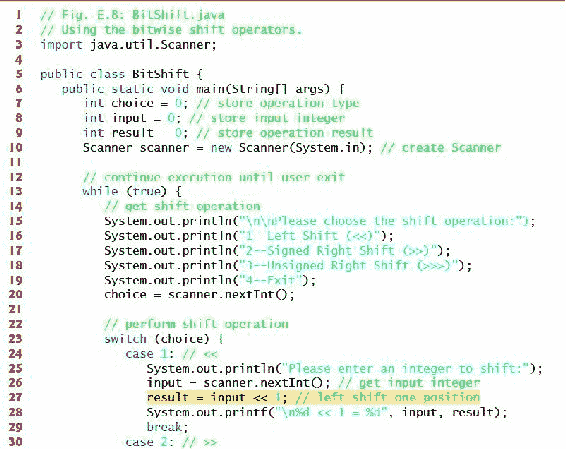 1 // Fig. E.8: BitShift.java
2 // Using the bitwise shift operators.
3 import java.util.Scanner;
4
5 public class BitShift {
6 public static void main(String[] args) {
7 int choice = 0; // store operation type
8 int input = 0; // store input integer
9 int result = 0; // store operation result
10 Scanner scanner = new Scanner(System.in); // create Scanner
11
12 // continue execution until user exit
13 while (true) {
14 // get shift operation
15 System.out.println("\n\nPlease choose the shift operation:");
16 System.out.println("1--Left Shift (<<)");
17 System.out.println("2--Signed Right Shift (>>)");
18 System.out.println("3--Unsigned Right Shift (>>>)");
19 System.out.println("4--Exit");
20 choice = scanner.nextInt();
21
22 // perform shift operation
23 switch (choice) {
24 case 1: // <<
25 System.out.println("Please enter an integer to shift:");
26 input = scanner.nextInt(); // get input integer
27 result = input << 1; // left shift one position
28 System.out.printf("\n%d << 1 = %d", input, result);
29 break;
30 case 2: // >>